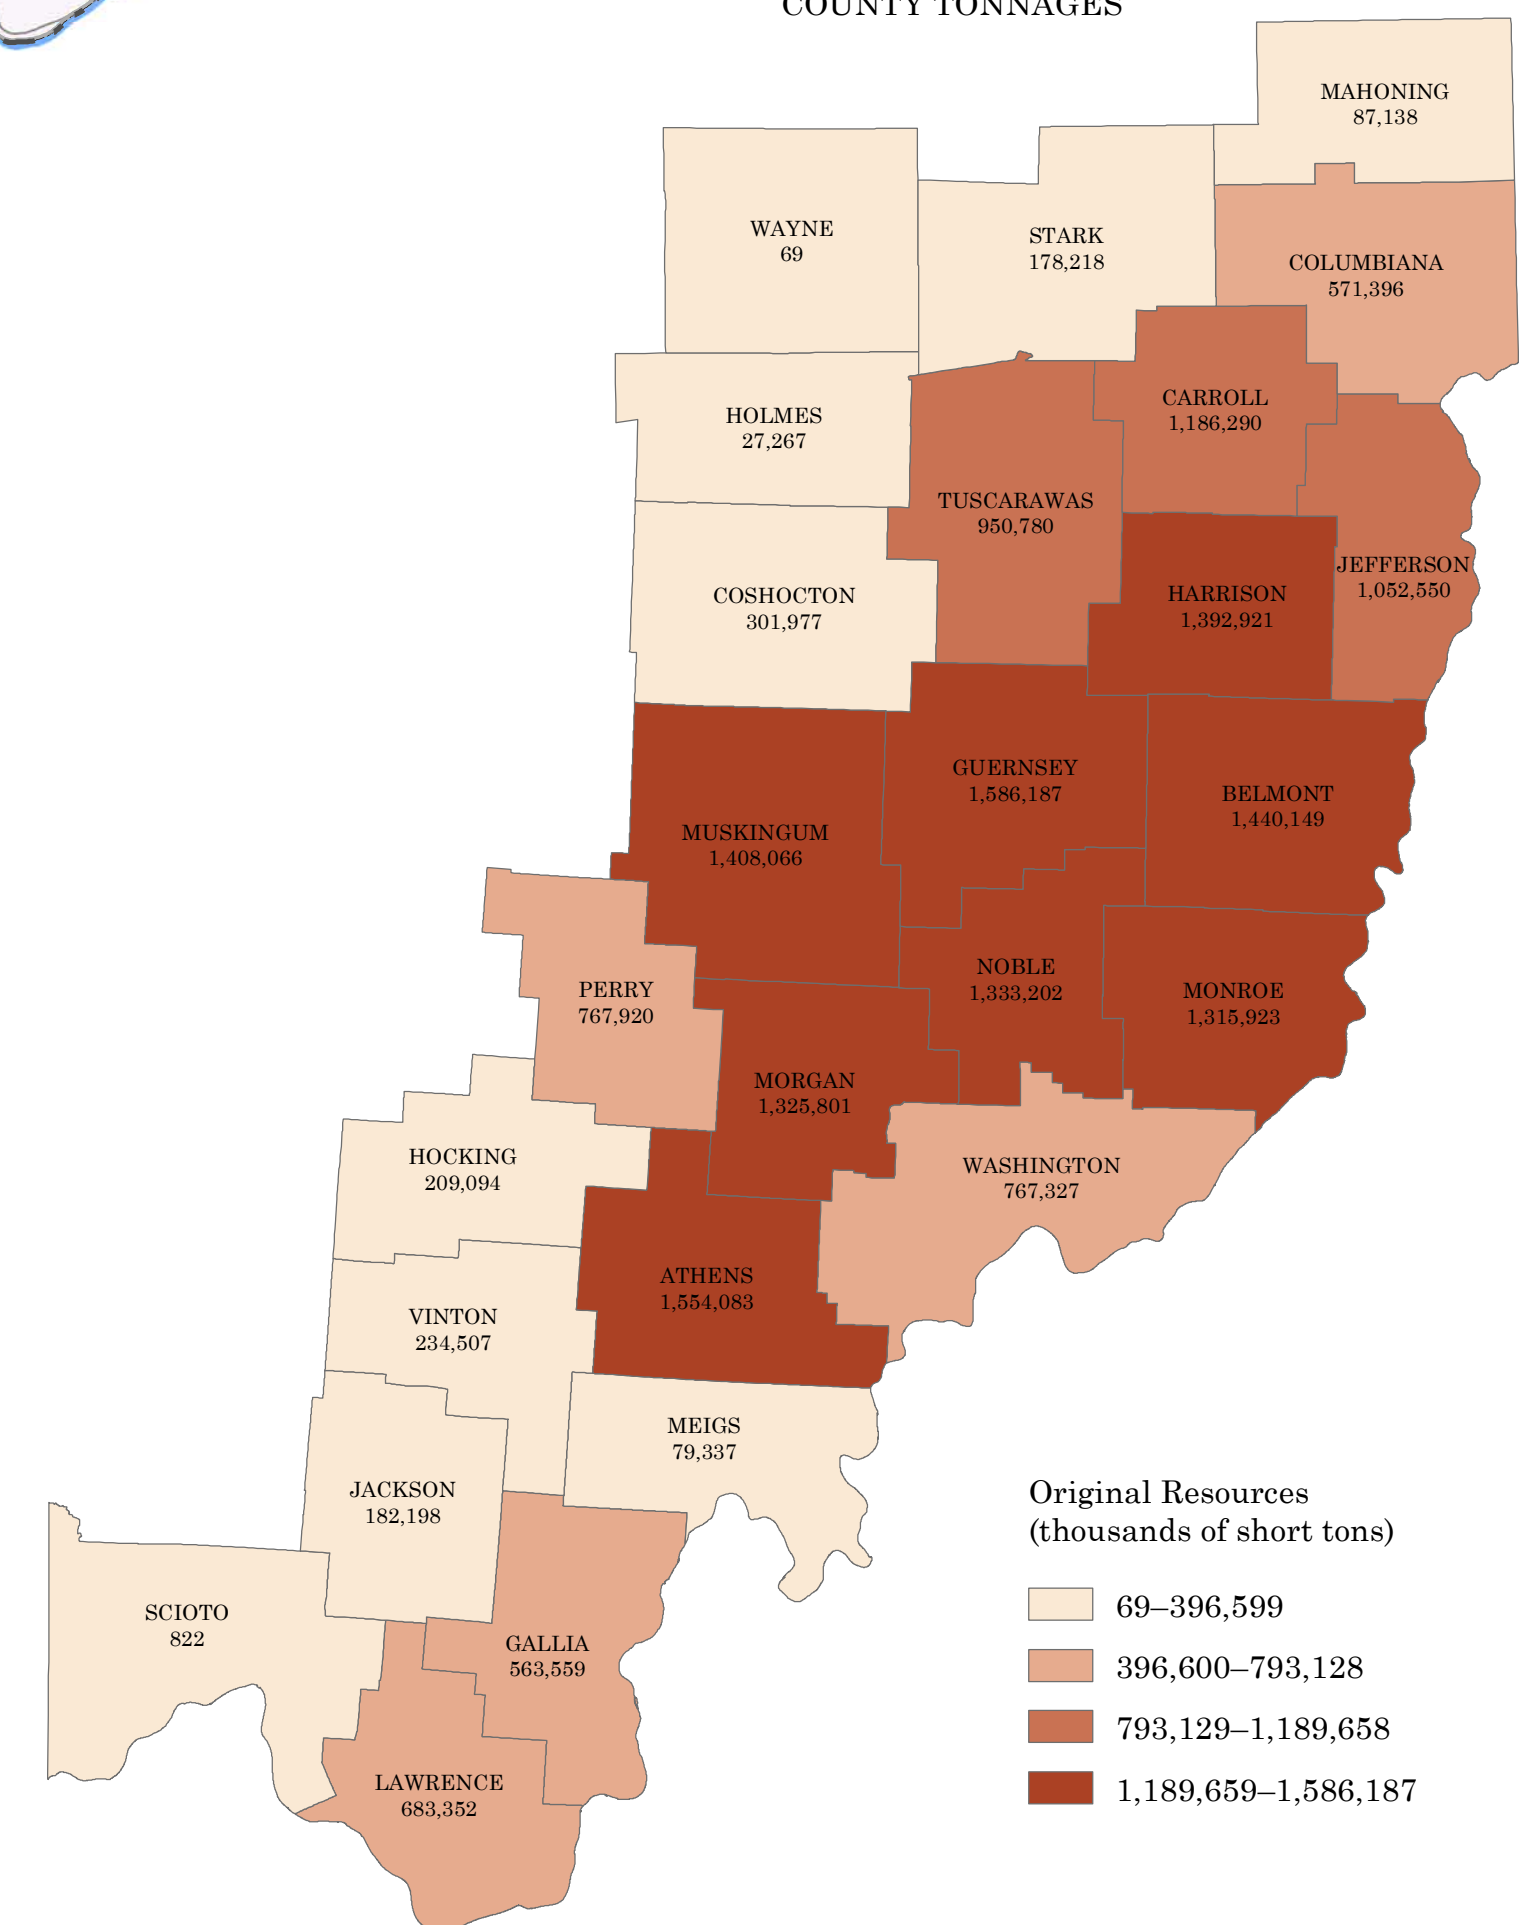 COUNTY TONNAGES
MAHONING
87,138
WAYNE
69
STARK
178,218
COLUMBIANA
571,396
HOLMES
27,267
CARROLL
1,186,290
TUSCARAWAS
950,780
JEFFERSON
1,052,550
COSHOCTON
301,977
HARRISON
1,392,921
GUERNSEY
1,586,187
BELMONT
1,440,149
MUSKINGUM
1,408,066
NOBLE
1,333,202
MONROE
1,315,923
PERRY
767,920
MORGAN
1,325,801
HOCKING
209,094
WASHINGTON
767,327
ATHENS
1,554,083
VINTON
234,507
MEIGS
79,337
JACKSON
182,198
SCIOTO
822
GALLIA
563,559
LAWRENCE
683,352
Original Resources
(thousands of short tons)
69–396,599
396,600–793,128
793,129–1,189,658
1,189,659–1,586,187